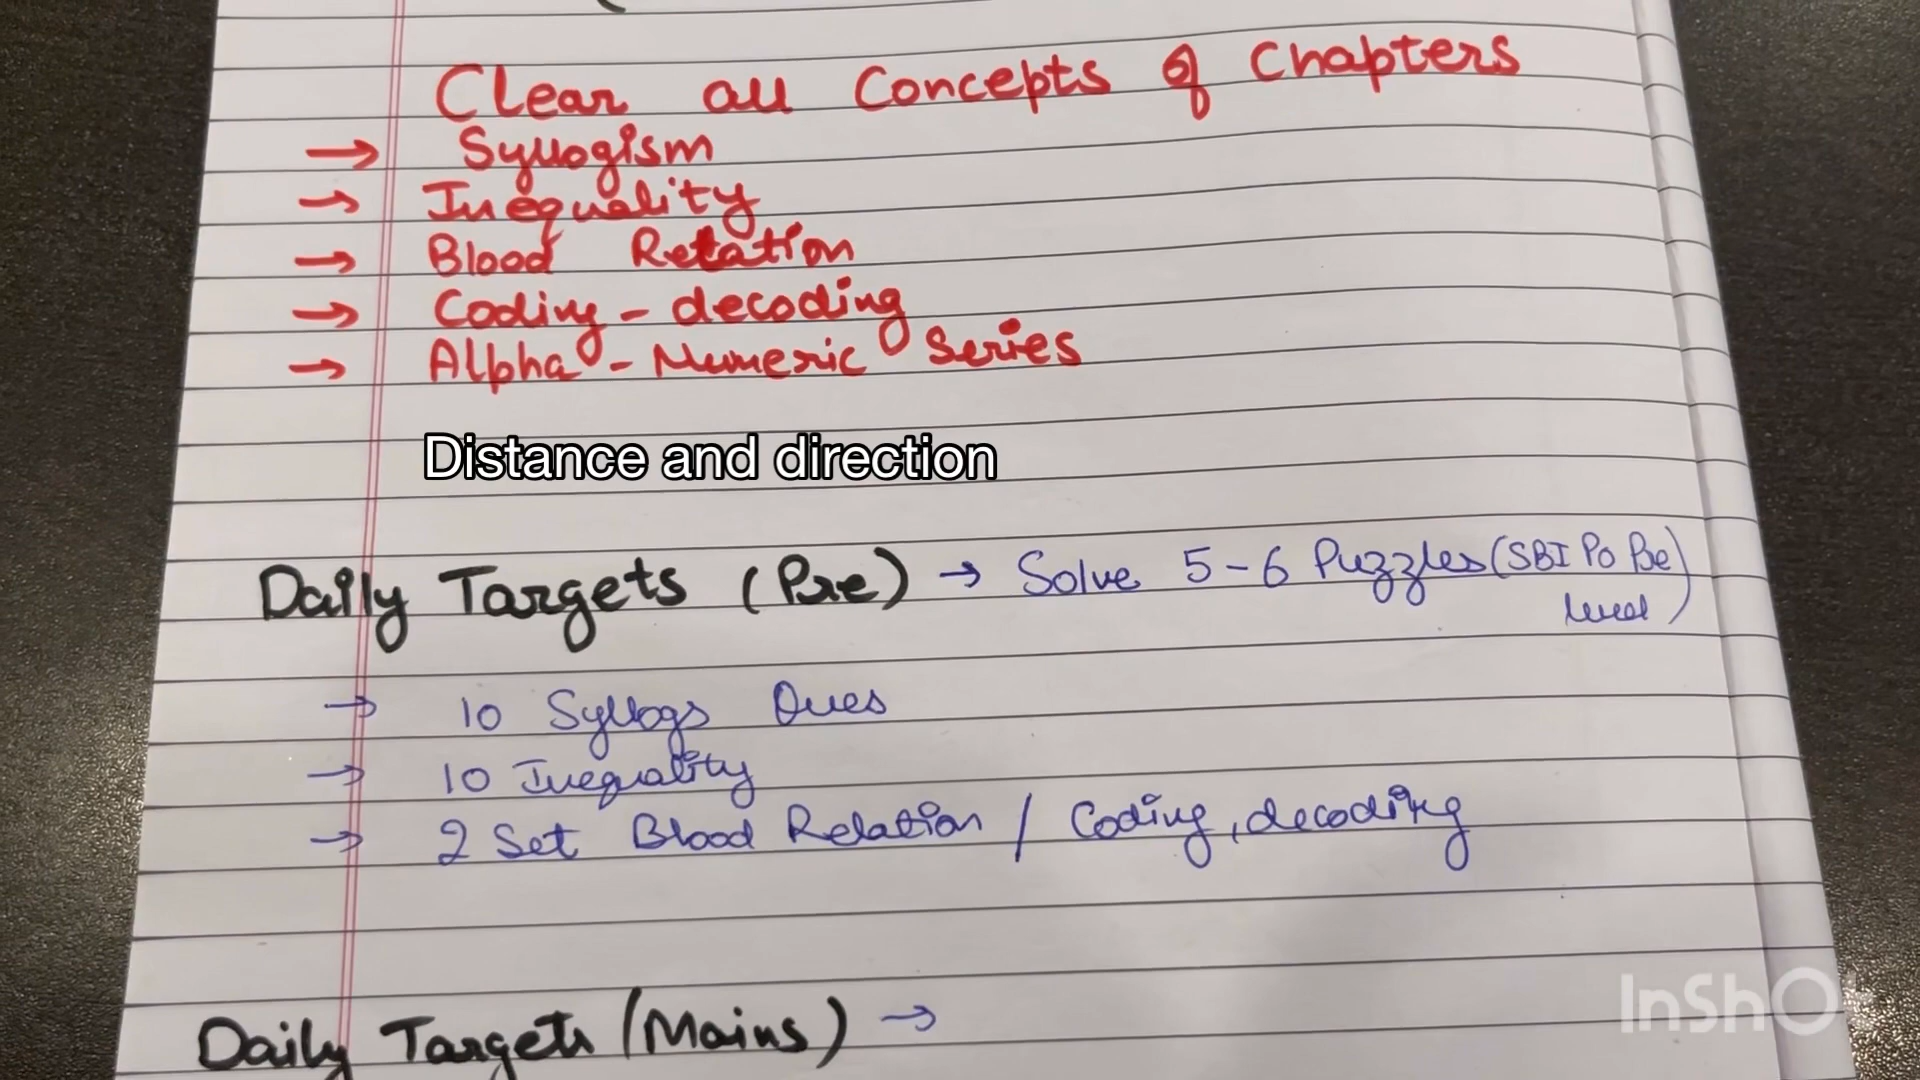 Clear all Concepts of Chapters
→ Syllogism
→ Inequality
→ Blood Relation
→ Coding - decoding
→ Alpha - Numeric Series
Distance and direction
Daily Targets (Pre) → Solve 5-6 Puzzles (SBI PO Pre level)
→ 10 Syllogs Ques
→ 10 Inequality
→ 2 Set Blood Relation / Coding, decoding
Daily Targets (Mains) →
InShOt